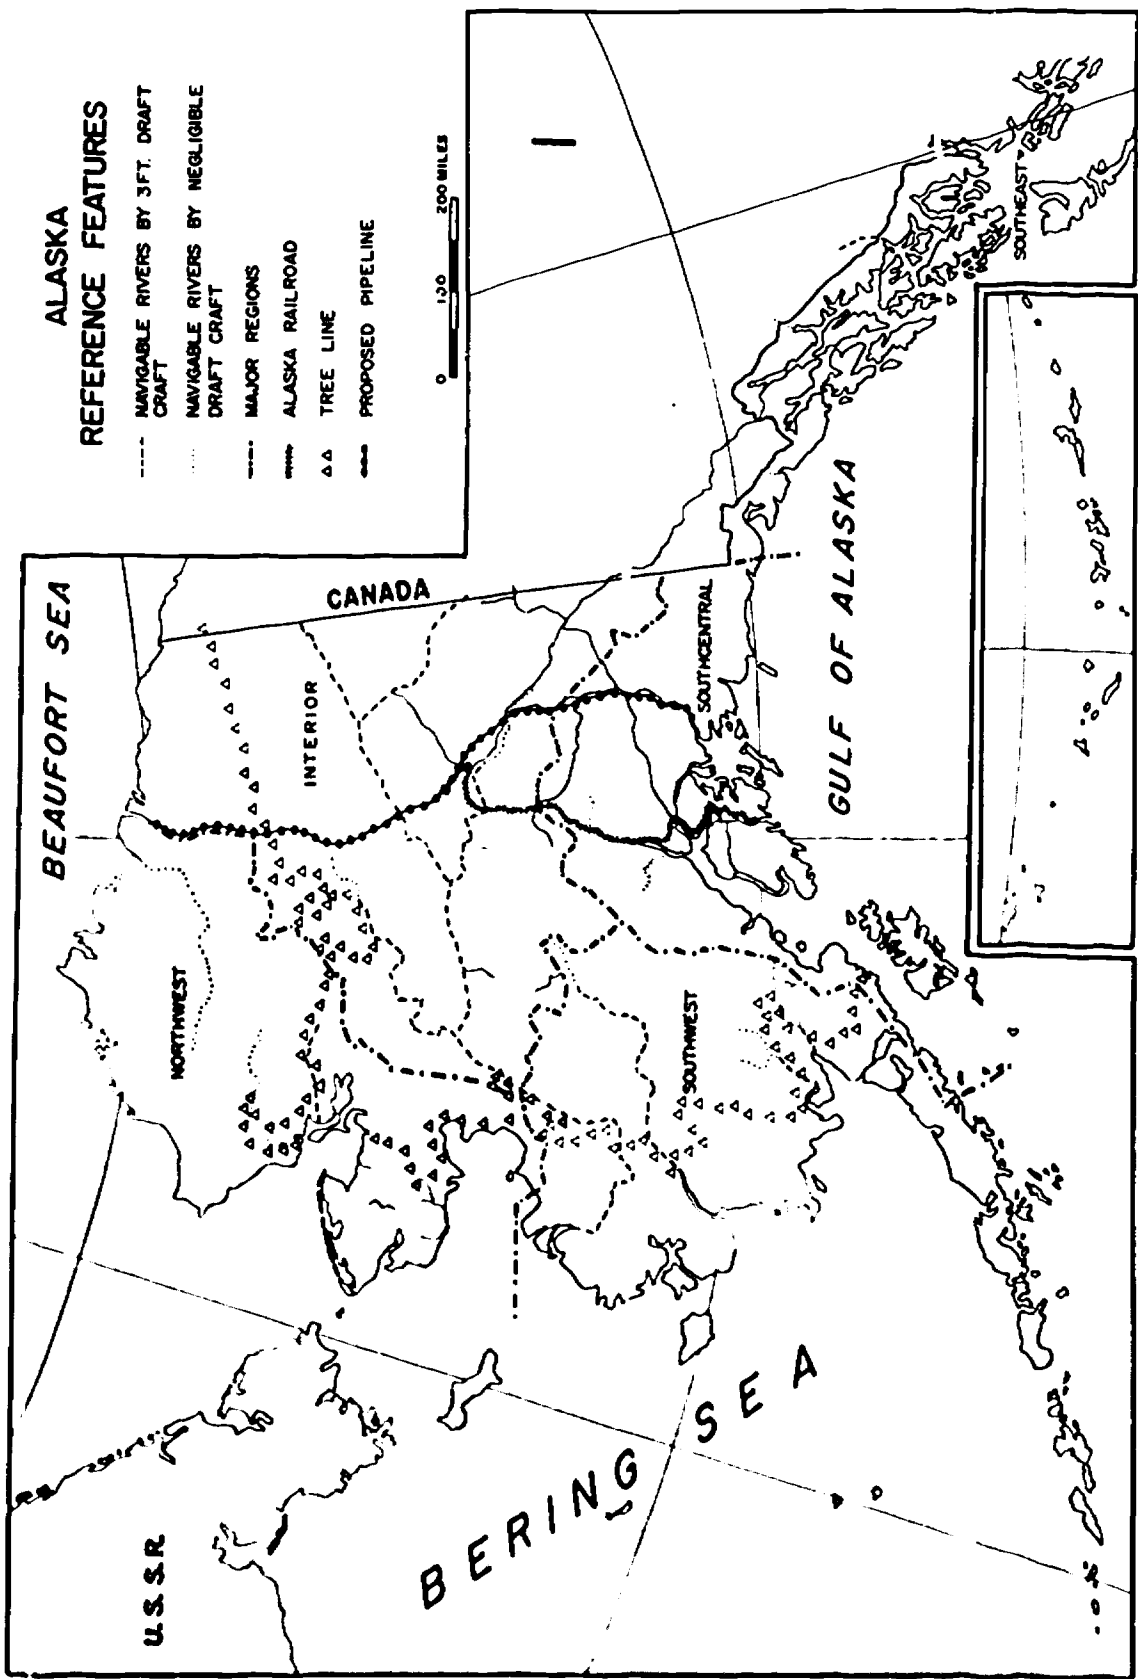 ALASKA
REFERENCE FEATURES
NAVIGABLE RIVERS BY 3FT. DRAFT
CRAFT
NAVIGABLE RIVERS BY NEGLIGIBLE
DRAFT CRAFT
MAJOR REGIONS
ALASKA RAILROAD
TREE LINE
PROPOSED PIPELINE
0 100 200 MILES
BEAUFORT SEA
CANADA
INTERIOR
NORTHWEST
SOUTHCENTRAL
SOUTHWEST
SOUTHEAST
GULF OF ALASKA
U.S.S.R.
BERING SEA